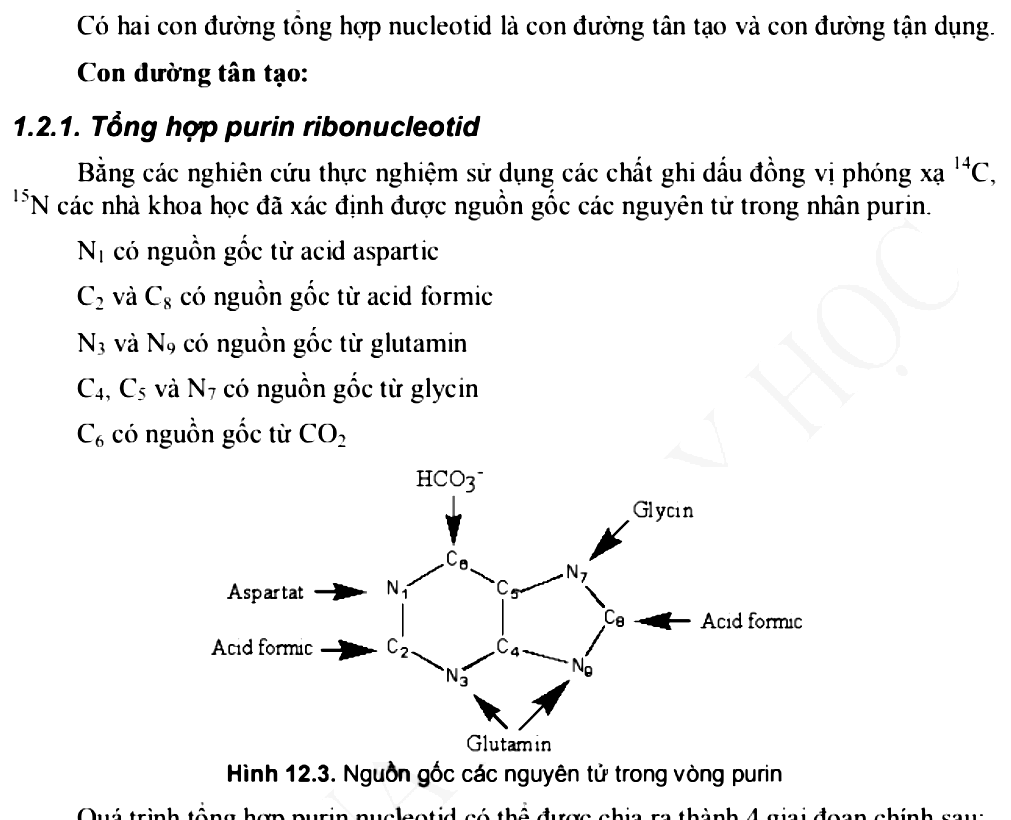 Có hai con đường tổng hợp nucleotid là con đường tân tạo và con đường tận dụng.
Con đường tân tạo:
1.2.1. Tổng hợp purin ribonucleotid
Bằng các nghiên cứu thực nghiệm sử dụng các chất ghi dấu đồng vị phóng xạ ¹⁴C,
¹⁵N các nhà khoa học đã xác định được nguồn gốc các nguyên tử trong nhân purin.
N₁ có nguồn gốc từ acid aspartic
C₂ và C₈ có nguồn gốc từ acid formic
N₃ và N₉ có nguồn gốc từ glutamin
C₄, C₅ và N₇ có nguồn gốc từ glycin
C₆ có nguồn gốc từ CO₂
HCO₃⁻
Glycin
C₆
N₇
Aspartat
N₁
C₅
C₈
Acid formic
Acid formic
C₂
C₄
N₃
N₉
Glutamin
Hình 12.3. Nguồn gốc các nguyên tử trong vòng purin
Quá trình tổng hợp purin nucleotid có thể được chia ra thành 4 giai đoạn chính sau:
V HỌC